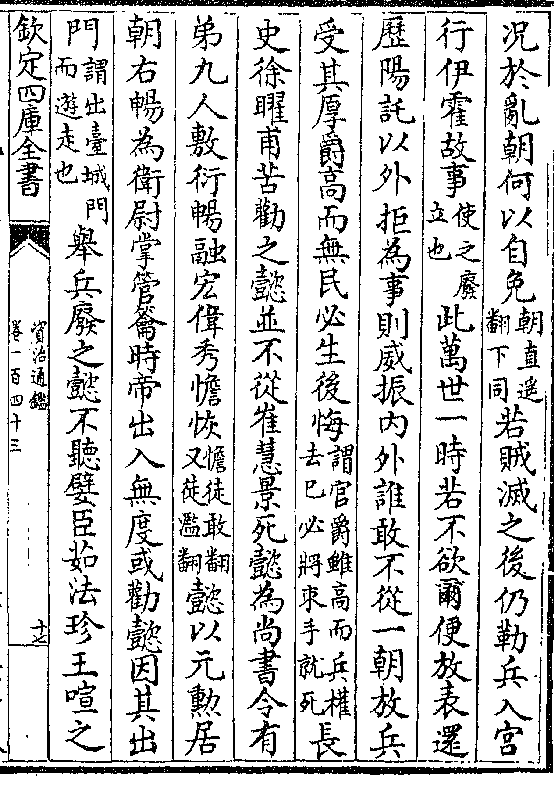 況於亂朝何以自免朝直遥翻下同若賊滅之後仍勒兵入宮
行伊霍故事使之廢立也此萬世一時若不欲爾便放表還
歷陽託以外拒為事則威振内外誰敢不從一朝放兵
受其厚爵高而無民必生後悔謂官爵雖高而兵權去已必將束手就死長
史徐曜甫苦勸之懿並不從崔慧景死懿為尚書令有
弟九人敷衍暢融宏偉秀憺恢憺徒敢翻又徒濫翻懿以元勲居
朝右暢為衛尉掌管籥時帝出入無度或勸懿因其出
門謂出臺城門而遊走也舉兵廢之懿不聽嬖臣茹法珍王咺之
欽定四庫全書
資治通鑑
卷一百四十三
十七